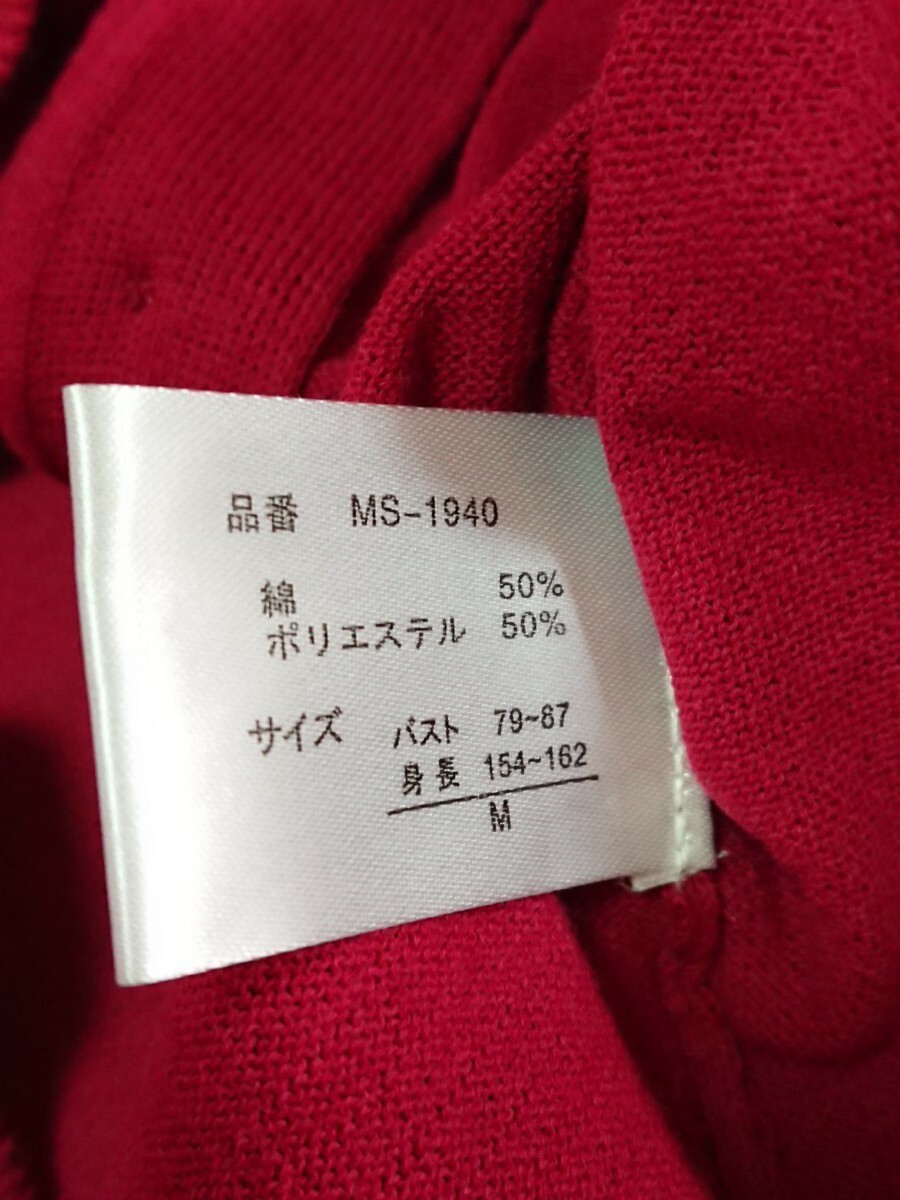 品番 MS-1940
綿 50%
ポリエステル 50%
サイズ バスト 79~87
身長 154~162
M